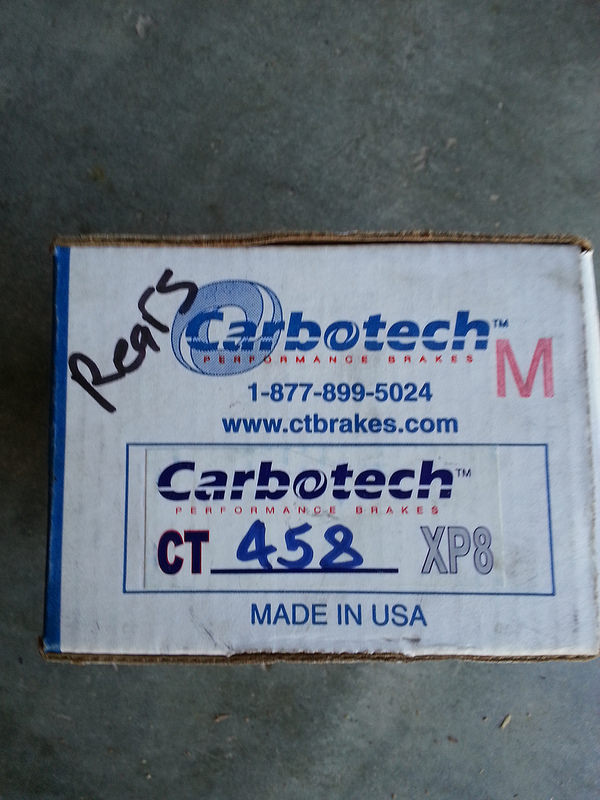 Rears
Carbotech™
PERFORMANCE BRAKES
M
1-877-899-5024
www.ctbrakes.com
Carbotech™
PERFORMANCE BRAKES
CT 458 XP8
MADE IN USA